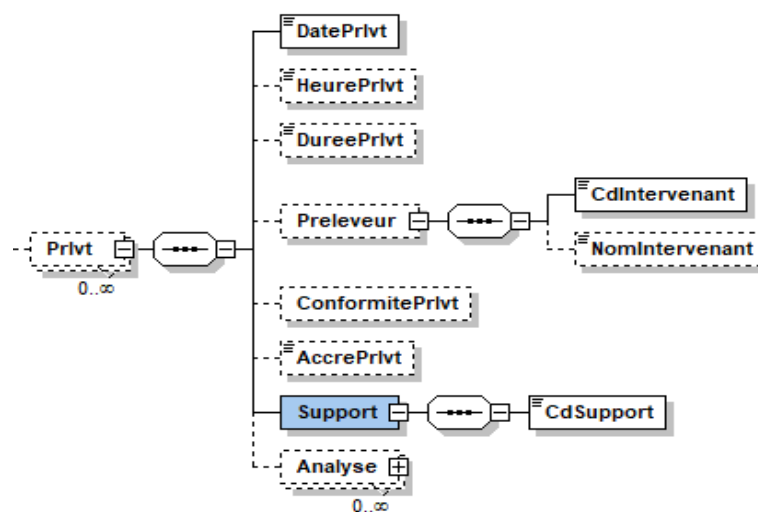 DatePrlvt
HeurePrlvt
DureePrlvt
Preleveur
CdIntervenant
NomIntervenant
Prlvt
0..∞
ConformitePrlvt
AccrePrlvt
Support
CdSupport
Analyse
0..∞